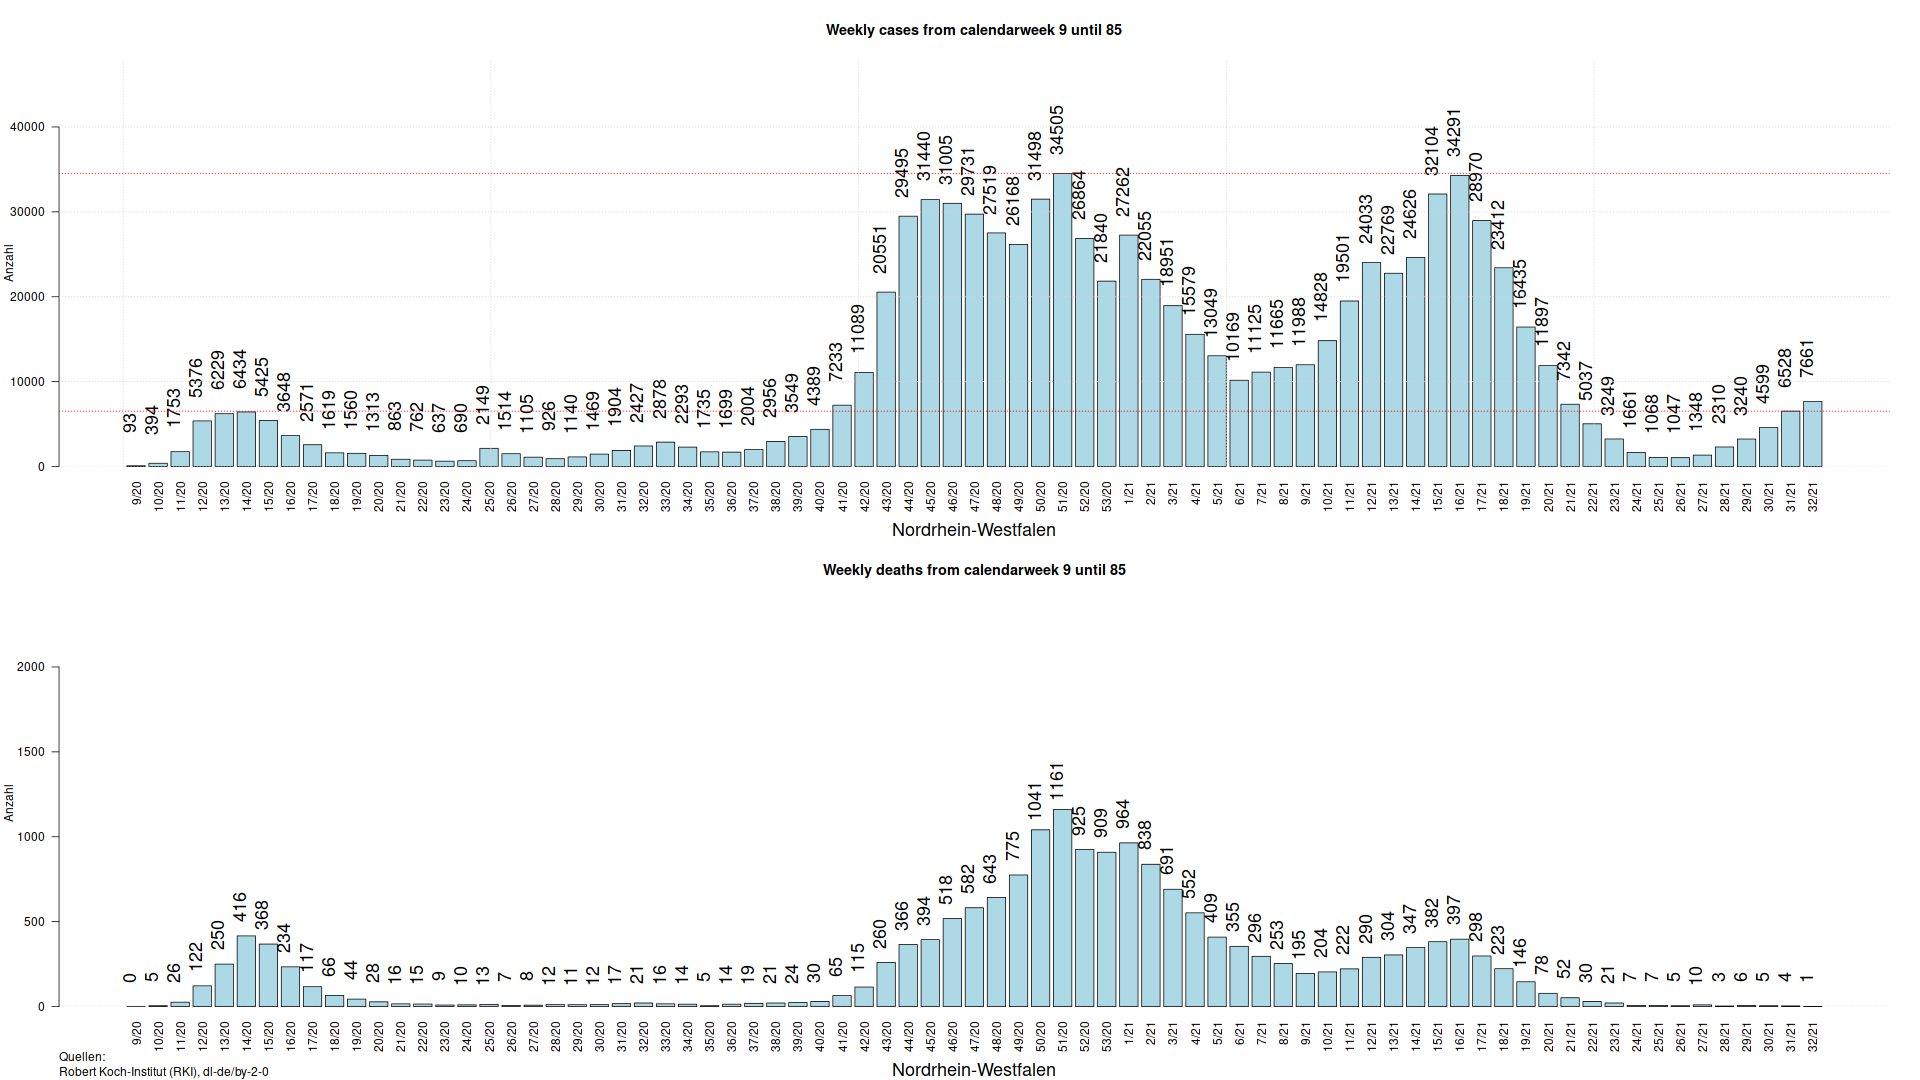 Weekly cases from calendarweek 9 until 85
Anzahl
40000
30000
20000
10000
0
93 394 1753 5376 6229 6434 5425 3648 2571 1619 1560 1313 863 762 637 690 2149 1514 1105 926 1140 1469 1904 2427 2878 2293 1735 1699 2004 2956 3549 4389 7233 11089 20551 29495 31440 31005 29731 27519 26168 31498 34505 26864 21840 27262 22055 18951 15579 13049 10169 11125 11665 11988 14828 19501 24033 22769 24626 32104 34291 28970 23412 16435 11897 7342 5037 3249 1661 1068 1047 1348 2310 3240 4599 6528 7661
9/20 10/20 11/20 12/20 13/20 14/20 15/20 16/20 17/20 18/20 19/20 20/20 21/20 22/20 23/20 24/20 25/20 26/20 27/20 28/20 29/20 30/20 31/20 32/20 33/20 34/20 35/20 36/20 37/20 38/20 39/20 40/20 41/20 42/20 43/20 44/20 45/20 46/20 47/20 48/20 49/20 50/20 51/20 52/20 53/20 1/21 2/21 3/21 4/21 5/21 6/21 7/21 8/21 9/21 10/21 11/21 12/21 13/21 14/21 15/21 16/21 17/21 18/21 19/21 20/21 21/21 22/21 23/21 24/21 25/21 26/21 27/21 28/21 29/21 30/21 31/21 32/21
Nordrhein-Westfalen
Weekly deaths from calendarweek 9 until 85
Anzahl
2000
1500
1000
500
0
0 5 26 122 250 416 368 234 117 66 44 28 16 15 9 10 13 7 8 12 11 12 17 21 16 14 5 14 19 21 24 30 65 115 260 366 394 518 582 643 775 1041 1161 925 909 964 838 691 552 409 355 296 253 195 204 222 290 304 347 382 397 298 223 146 78 52 30 21 7 7 5 10 3 6 5 4 1
9/20 10/20 11/20 12/20 13/20 14/20 15/20 16/20 17/20 18/20 19/20 20/20 21/20 22/20 23/20 24/20 25/20 26/20 27/20 28/20 29/20 30/20 31/20 32/20 33/20 34/20 35/20 36/20 37/20 38/20 39/20 40/20 41/20 42/20 43/20 44/20 45/20 46/20 47/20 48/20 49/20 50/20 51/20 52/20 53/20 1/21 2/21 3/21 4/21 5/21 6/21 7/21 8/21 9/21 10/21 11/21 12/21 13/21 14/21 15/21 16/21 17/21 18/21 19/21 20/21 21/21 22/21 23/21 24/21 25/21 26/21 27/21 28/21 29/21 30/21 31/21 32/21
Nordrhein-Westfalen
Quellen:
Robert Koch-Institut (RKI), dl-de/by-2-0